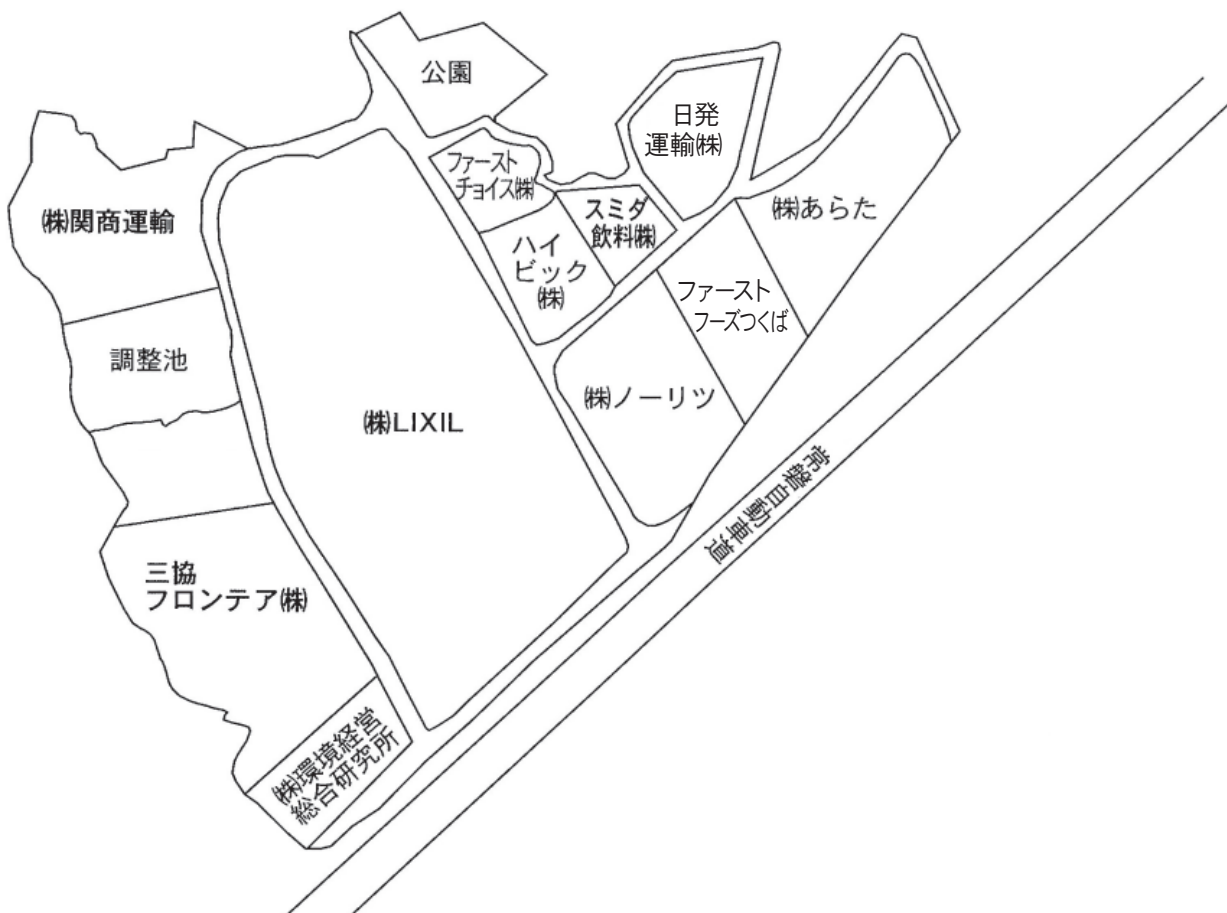 公園
日発
運輸㈱
ファースト
チョイス㈱
㈱関商運輸
スミダ
飲料㈱
㈱あらた
ハイ
ビック
㈱
ファースト
フーズつくば
調整池
㈱ノーリツ
㈱LIXIL
常磐自動車道
三協
フロンテア㈱
㈱環境経営
総合研究所